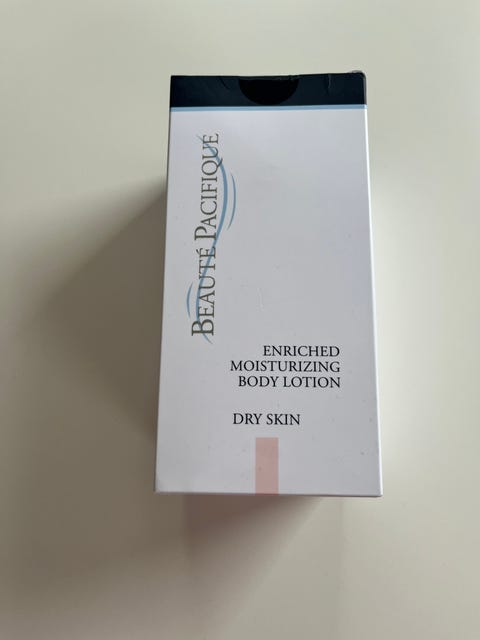 BEAUTÉ PACIFIQUE
ENRICHED
MOISTURIZING
BODY LOTION
DRY SKIN